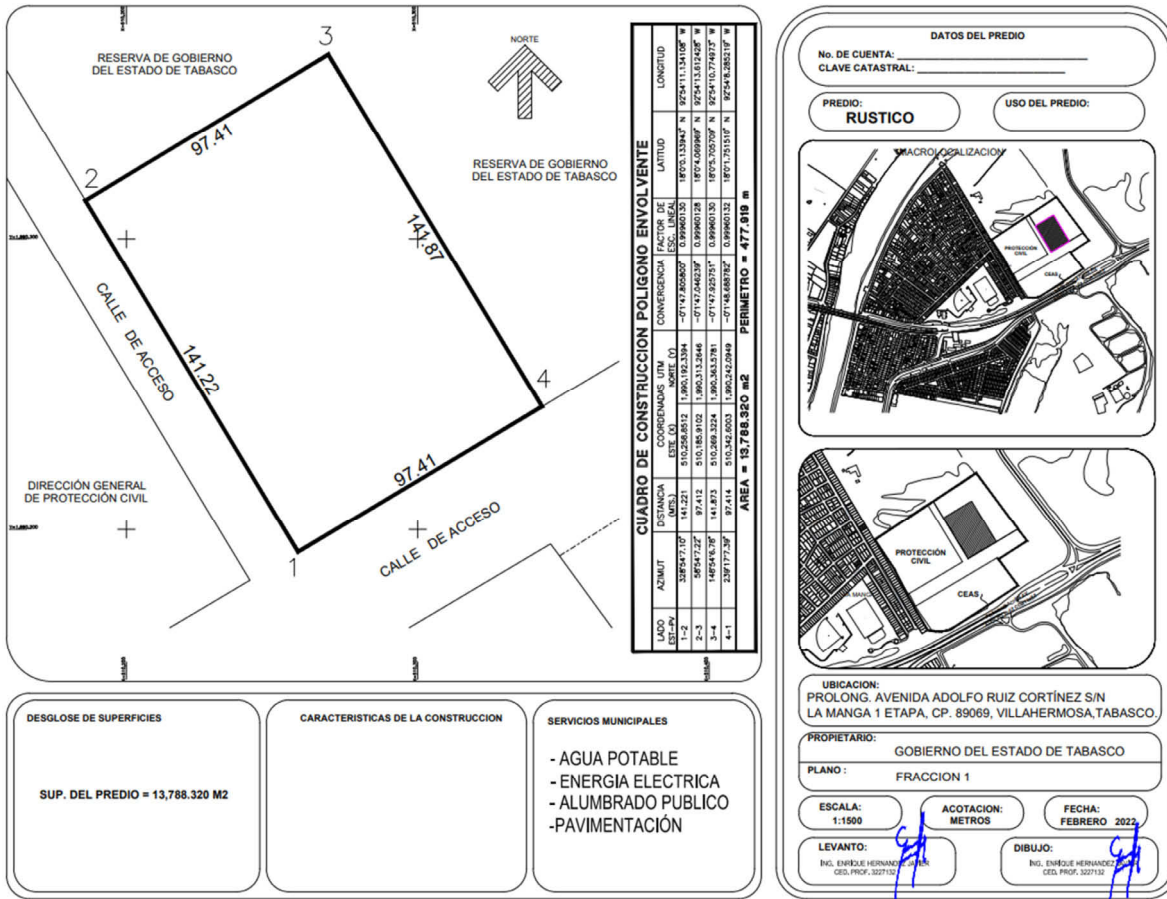 RESERVA DE GOBIERNO
DEL ESTADO DE TABASCO
3
NORTE
97.41
2
RESERVA DE GOBIERNO
DEL ESTADO DE TABASCO
141.87
CALLE DE ACCESO
141.22
4
97.41
DIRECCIÓN GENERAL
DE PROTECCIÓN CIVIL
1
CALLE DE ACCESO
CUADRO DE CONSTRUCCION POLIGONO ENVOLVENTE
LADO EST-PV AZIMUT DISTANCIA (MTS.) COORDENADAS UTM ESTE (X) NORTE (Y) CONVERGENCIA FACTOR DE ESC. LINEAL LATITUD LONGITUD
1-2 328°54'7.10" 141.221 510,258.8512 1,990,192.3394 -0°1'47.805800" 0.99960130 18°0'0.133943" N 92°54'11.134108" W
2-3 58°54'7.22" 97.412 510,185.9102 1,990,313.2646 -0°1'47.046239" 0.99960128 18°0'4.069969" N 92°54'13.612428" W
3-4 148°54'6.78" 141.873 510,269.3224 1,990,363.5781 -0°1'47.925751" 0.99960130 18°0'5.705709" N 92°54'10.774973" W
4-1 239°17'7.39" 97.414 510,342.6003 1,990,242.0949 -0°1'48.688782" 0.99960132 18°0'1.751510" N 92°54'8.285219" W
AREA = 13,788.320 m2 PERIMETRO = 477.919 m
DESGLOSE DE SUPERFICIES
SUP. DEL PREDIO = 13,788.320 M2
CARACTERISTICAS DE LA CONSTRUCCION
SERVICIOS MUNICIPALES
- AGUA POTABLE
- ENERGIA ELECTRICA
- ALUMBRADO PUBLICO
-PAVIMENTACIÓN
DATOS DEL PREDIO
No. DE CUENTA:
CLAVE CATASTRAL:
PREDIO:
RUSTICO
USO DEL PREDIO:
MACROLOCALIZACION
PROTECCIÓN
CIVIL
CEAS
PROTECCIÓN
CIVIL
CEAS
LA MANGA
UBICACION:
PROLONG. AVENIDA ADOLFO RUIZ CORTÍNEZ S/N
LA MANGA 1 ETAPA, CP. 89069, VILLAHERMOSA,TABASCO.
PROPIETARIO:
GOBIERNO DEL ESTADO DE TABASCO
PLANO :
FRACCION 1
ESCALA:
1:1500
ACOTACION:
METROS
FECHA:
FEBRERO 2022
LEVANTO:
ING. ENRIQUE HERNANDEZ
CED. PROF. 3227132
DIBUJO:
ING. ENRIQUE HERNANDEZ
CED. PROF. 3227132